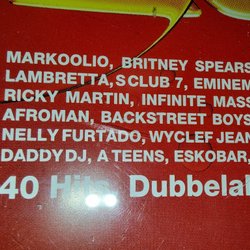 MARKOOLIO, BRITNEY SPEARS
LAMBRETTA, S CLUB 7, EMINEM
RICKY MARTIN, INFINITE MAS
AFROMAN, BACKSTREET BOYS
NELLY FURTADO, WYCLEF JEAN
DADDY DJ, A TEENS, ESKOBAR,
40 Hits, Dubbelal